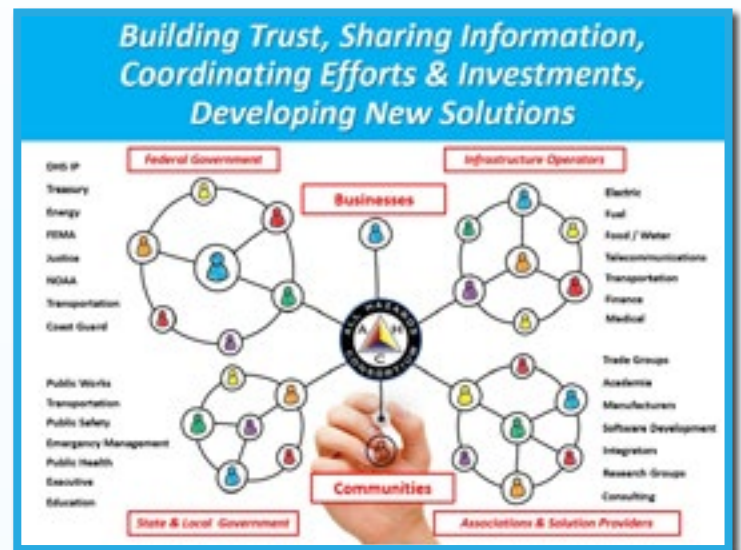 Building Trust, Sharing Information,
Coordinating Efforts & Investments,
Developing New Solutions
Federal Government
DHS IP
Treasury
Energy
FEMA
Justice
NOAA
Transportation
Coast Guard
Businesses
Infrastructure Operators
Electric
Fuel
Food / Water
Telecommunications
Transportation
Finance
Medical
ALL HAZARDS
A H
C
CONSORTIUM
Public Works
Transportation
Public Safety
Emergency Management
Public Health
Executive
Education
State & Local Government
Communities
Trade Groups
Academia
Manufacturers
Software Development
Integrators
Research Groups
Consulting
Associations & Solution Providers